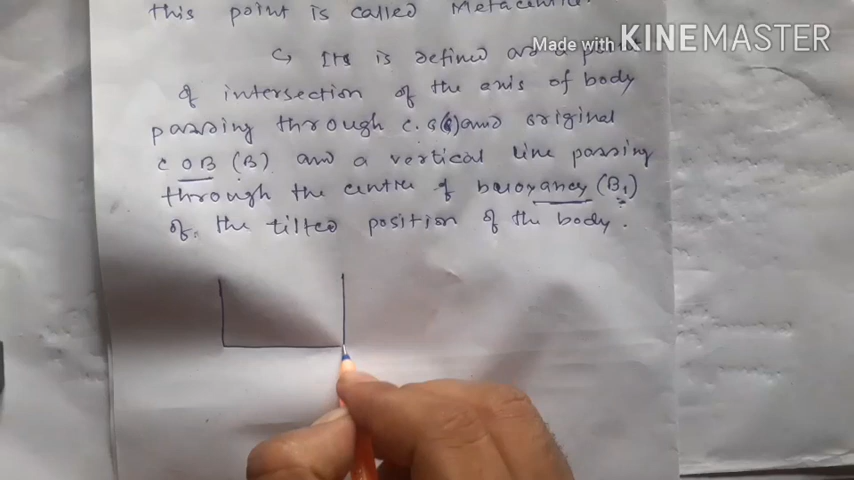 this point is called Metacentre.
Made with KINEMASTER
↳ Its is defined as a point
of intersection of the axis of body
passing through C.G(G) and original
COB (B) and a vertical line passing
through the centre of buoyancy (B1)
of the tilted position of the body.